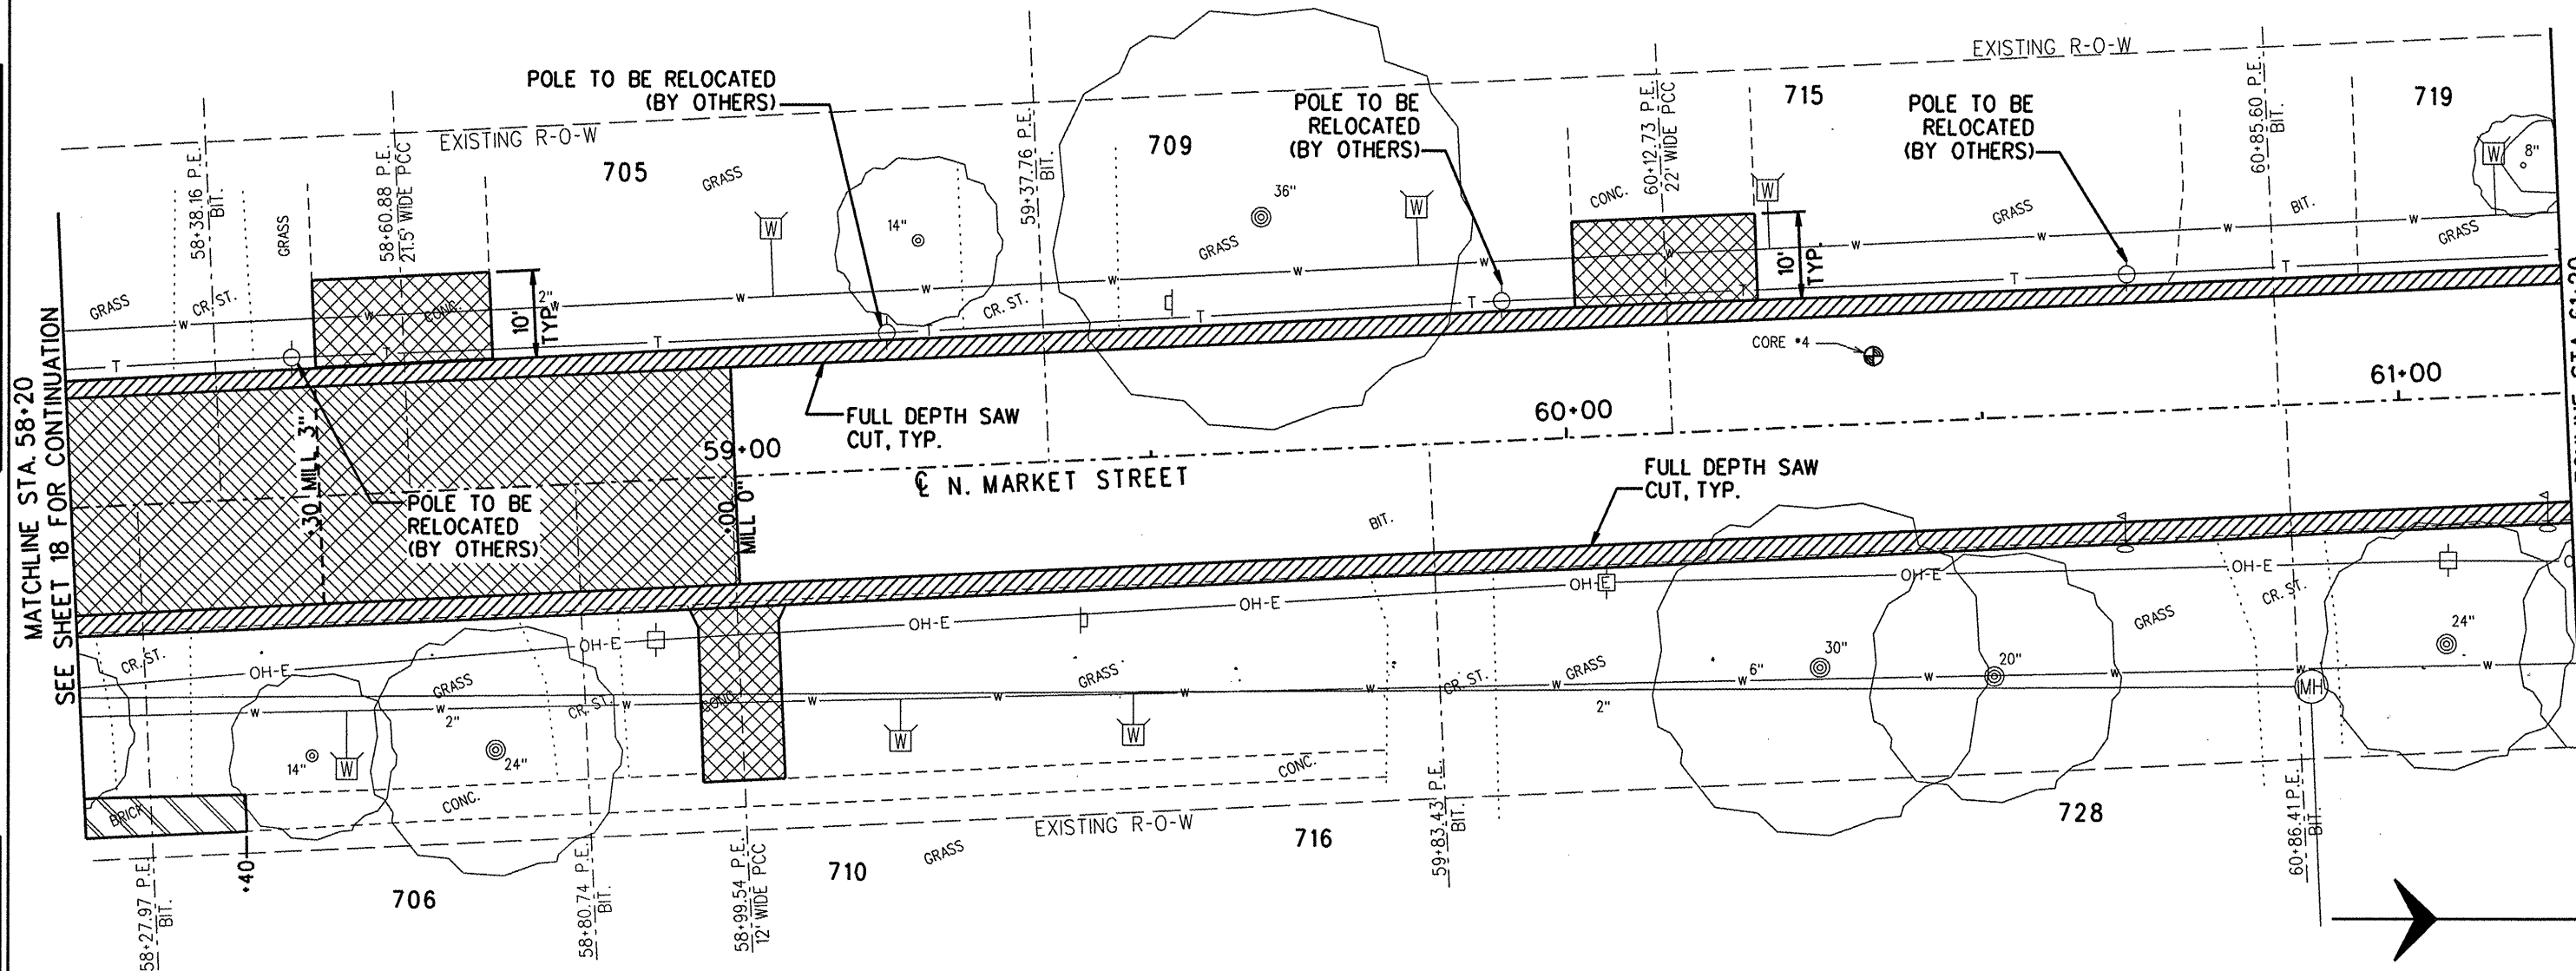 MATCHLINE STA. 58+20
SEE SHEET 18 FOR CONTINUATION
POLE TO BE RELOCATED
(BY OTHERS)
POLE TO BE
RELOCATED
(BY OTHERS)
POLE TO BE
RELOCATED
(BY OTHERS)
EXISTING R-O-W
EXISTING R-O-W
705
709
715
719
58+38.16 P.E.
BIT.
58+60.88 P.E.
21.5' WIDE PCC
59+37.76 P.E.
BIT.
60+12.73 P.E.
22' WIDE PCC
60+85.60 P.E.
BIT.
GRASS
GRASS
GRASS
GRASS
GRASS
GRASS
CR. ST.
CR. ST.
CONC.
CONC.
BIT.
14"
36"
8"
2"
10'
TYP.
10'
TYP.
W
W
W
W
W W W W W W W W W W W W
T T T T T T T T T
CORE #4
+30 MILL 3"
+00
MILL 0"
59+00
60+00
61+00
℄ N. MARKET STREET
FULL DEPTH SAW
CUT, TYP.
FULL DEPTH SAW
CUT, TYP.
POLE TO BE
RELOCATED
(BY OTHERS)
BIT.
OH-E OH-E OH-E OH-E OH-E OH-E OH-E
CR. ST.
GRASS
CR. ST.
CONC.
GRASS
CR. ST.
GRASS
GRASS
CR. ST.
14"
24"
30"
20"
24"
2"
6"
2"
W
W
W
W W W W W W W W W W W W W
MH
BRICK
CONC.
CONC.
+40
EXISTING R-O-W
GRASS
706
710
716
728
58+27.97 P.E.
BIT.
58+80.74 P.E.
BIT.
58+99.54 P.E.
12' WIDE PCC
59+83.43 P.E.
BIT.
60+86.41 P.E.
BIT.
STA. 61+20